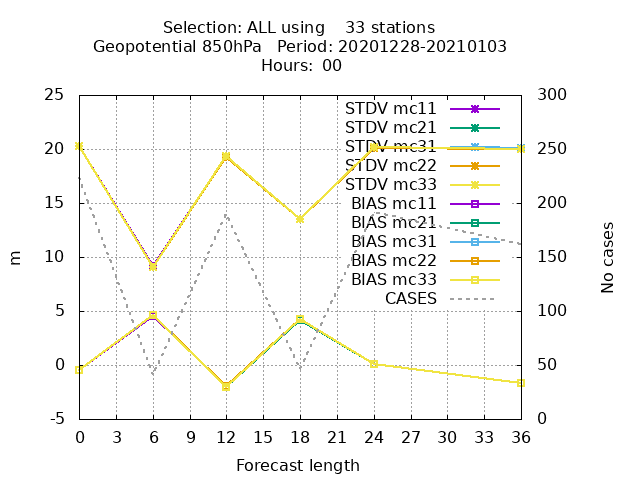 Selection: ALL using    33 stations
Geopotential 850hPa   Period: 20201228-20210103
Hours: 00
25 300
STDV mc11
STDV mc21
20 250
STDV mc31
STDV mc22
STDV mc33
15 200
BIAS mc11
BIAS mc21
BIAS mc31
m 10 150 No cases
BIAS mc22
BIAS mc33
CASES
5 100
0 50
-5 0
0 3 6 9 12 15 18 21 24 27 30 33 36
Forecast length